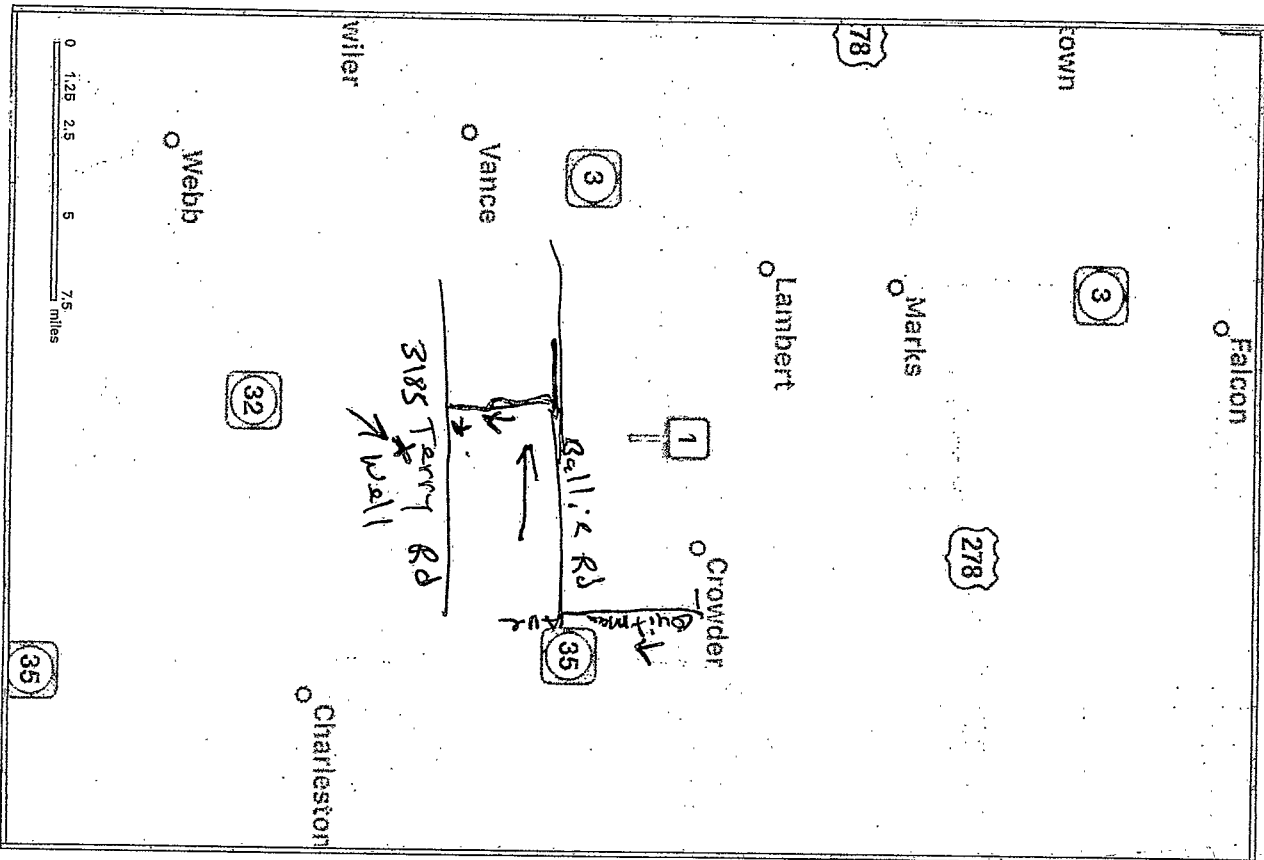 Falcon
3
Marks
278
Lambert
1
Crowder
Quitman
Ave
35
3
Vance
Rd
3185 Terry Rd
Well
32
Webb
Charleston
35
town
78
wiler
0 1.25 2.5 5 7.5 miles